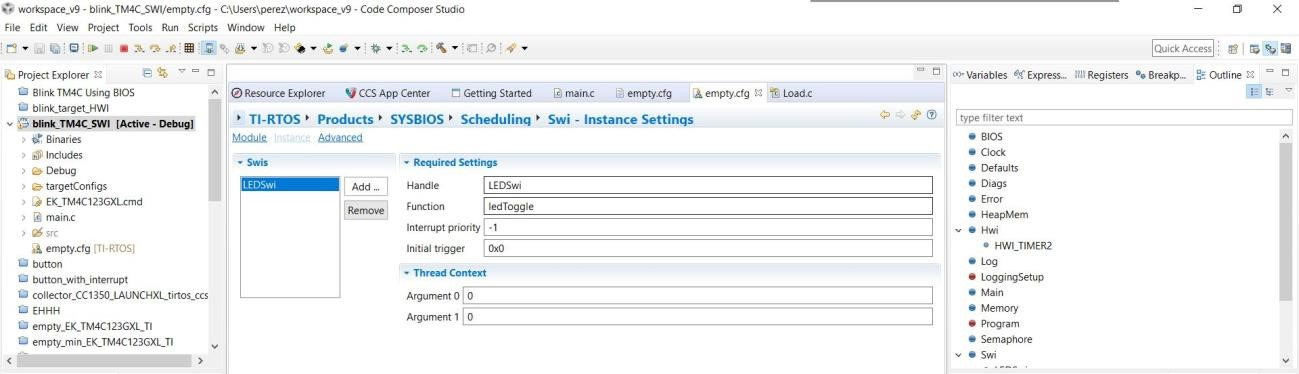 workspace_v9 - blink_TM4C_SWI/empty.cfg - C:\Users\perez\workspace_v9 - Code Composer Studio
File Edit View Project Tools Run Scripts Window Help
Quick Access
Project Explorer
Blink TM4C Using BIOS
blink_target_HWI
blink_TM4C_SWI [Active - Debug]
Binaries
Includes
Debug
targetConfigs
EK_TM4C123GXL.cmd
main.c
src
empty.cfg [TI-RTOS]
button
button_with_interrupt
collector_CC1350_LAUNCHXL_tirtos_ccs
EHHH
empty_EK_TM4C123GXL_TI
empty_min_EK_TM4C123GXL_TI
Resource Explorer CCS App Center Getting Started main.c empty.cfg empty.cfg Load.c
TI-RTOS Products SYSBIOS Scheduling Swi - Instance Settings
Module Instance Advanced
Swis
LEDSwi
Add ...
Remove
Required Settings
Handle LEDSwi
Function ledToggle
Interrupt priority -1
Initial trigger 0x0
Thread Context
Argument 0 0
Argument 1 0
(x)= Variables Express... Registers Breakp... Outline
type filter text
BIOS
Clock
Defaults
Diags
Error
HeapMem
Hwi
HWI_TIMER2
Log
LoggingSetup
Main
Memory
Program
Semaphore
Swi